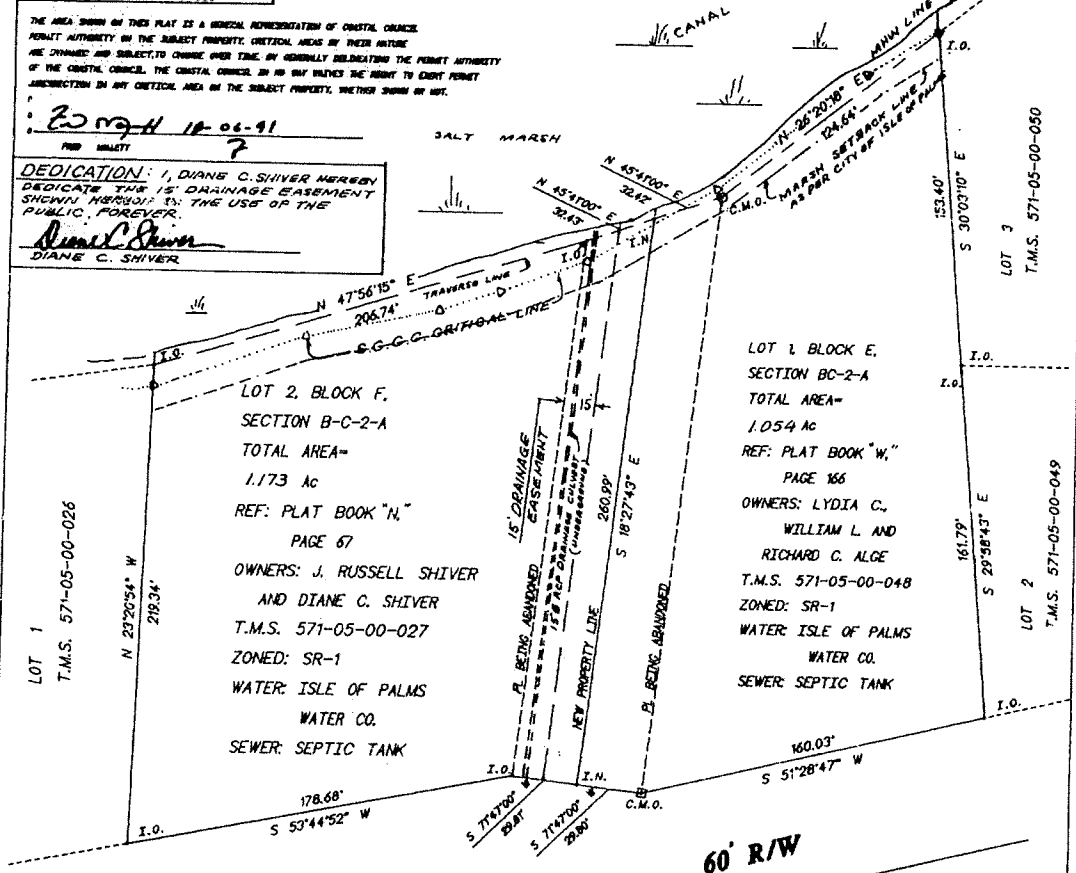 THE AREA SHOWN ON THIS PLAT IS A GENERAL REPRESENTATION OF COASTAL COUNCIL
PERMIT AUTHORITY ON THE SUBJECT PROPERTY. CRITICAL AREAS BY THEIR NATURE
ARE DYNAMIC AND SUBJECT TO CHANGE OVER TIME. BY GENERALLY DELINEATING THE PERMIT AUTHORITY
OF THE COASTAL COUNCIL, THE COASTAL COUNCIL IN NO WAY WAIVES THE RIGHT TO EXERT PERMIT
JURISDICTION IN ANY CRITICAL AREA ON THE SUBJECT PROPERTY, WHETHER SHOWN OR NOT.
DEDICATION: I, DIANE C. SHIVER HEREBY
DEDICATE THE 15' DRAINAGE EASEMENT
SHOWN HEREON TO THE USE OF THE
PUBLIC, FOREVER.
Diane C Shiver
DIANE C. SHIVER
CANAL
SALT MARSH
MHW LINE
I.O.
N 26°20'18" E
124.64'
MARSH SETBACK LINE
AS PER CITY OF ISLE OF PALMS
C.M.O.
N 45°41'00" E
32.42'
N 45°41'00" E
32.43'
I.N.
I.O.
N 47°56'15" E
TRAVERSE LINE
206.74'
S.C.C.C. CRITICAL LINE
I.O.
153.40'
S 30°03'10" E
LOT 3
T.M.S. 571-05-00-050
LOT 2, BLOCK F,
SECTION B-C-2-A
TOTAL AREA=
1.173 Ac
REF: PLAT BOOK "N,"
PAGE 67
OWNERS: J. RUSSELL SHIVER
AND DIANE C. SHIVER
T.M.S. 571-05-00-027
ZONED: SR-1
WATER: ISLE OF PALMS
WATER CO.
SEWER: SEPTIC TANK
LOT 1
T.M.S. 571-05-00-026
N 23°20'54" W
219.34'
15' DRAINAGE
EASEMENT
15
PL BEING ABANDONED
DRAINAGE CULVERT
(UNDERGROUND)
NEW PROPERTY LINE
260.99'
S 18°27'43" E
PL BEING ABANDONED
LOT 1, BLOCK E,
SECTION BC-2-A
TOTAL AREA=
1.054 Ac
REF: PLAT BOOK "W,"
PAGE 166
OWNERS: LYDIA C.,
WILLIAM L. AND
RICHARD C. ALGE
T.M.S. 571-05-00-048
ZONED: SR-1
WATER: ISLE OF PALMS
WATER CO.
SEWER: SEPTIC TANK
I.O.
I.O.
161.79'
S 29°58'43" E
LOT 2
T.M.S. 571-05-00-049
I.O.
I.O.
178.68'
S 53°44'52" W
I.O.
S 71°47'00" W
29.81'
I.N.
S 71°47'00" W
29.80'
C.M.O.
160.03'
S 51°28'47" W
60' R/W